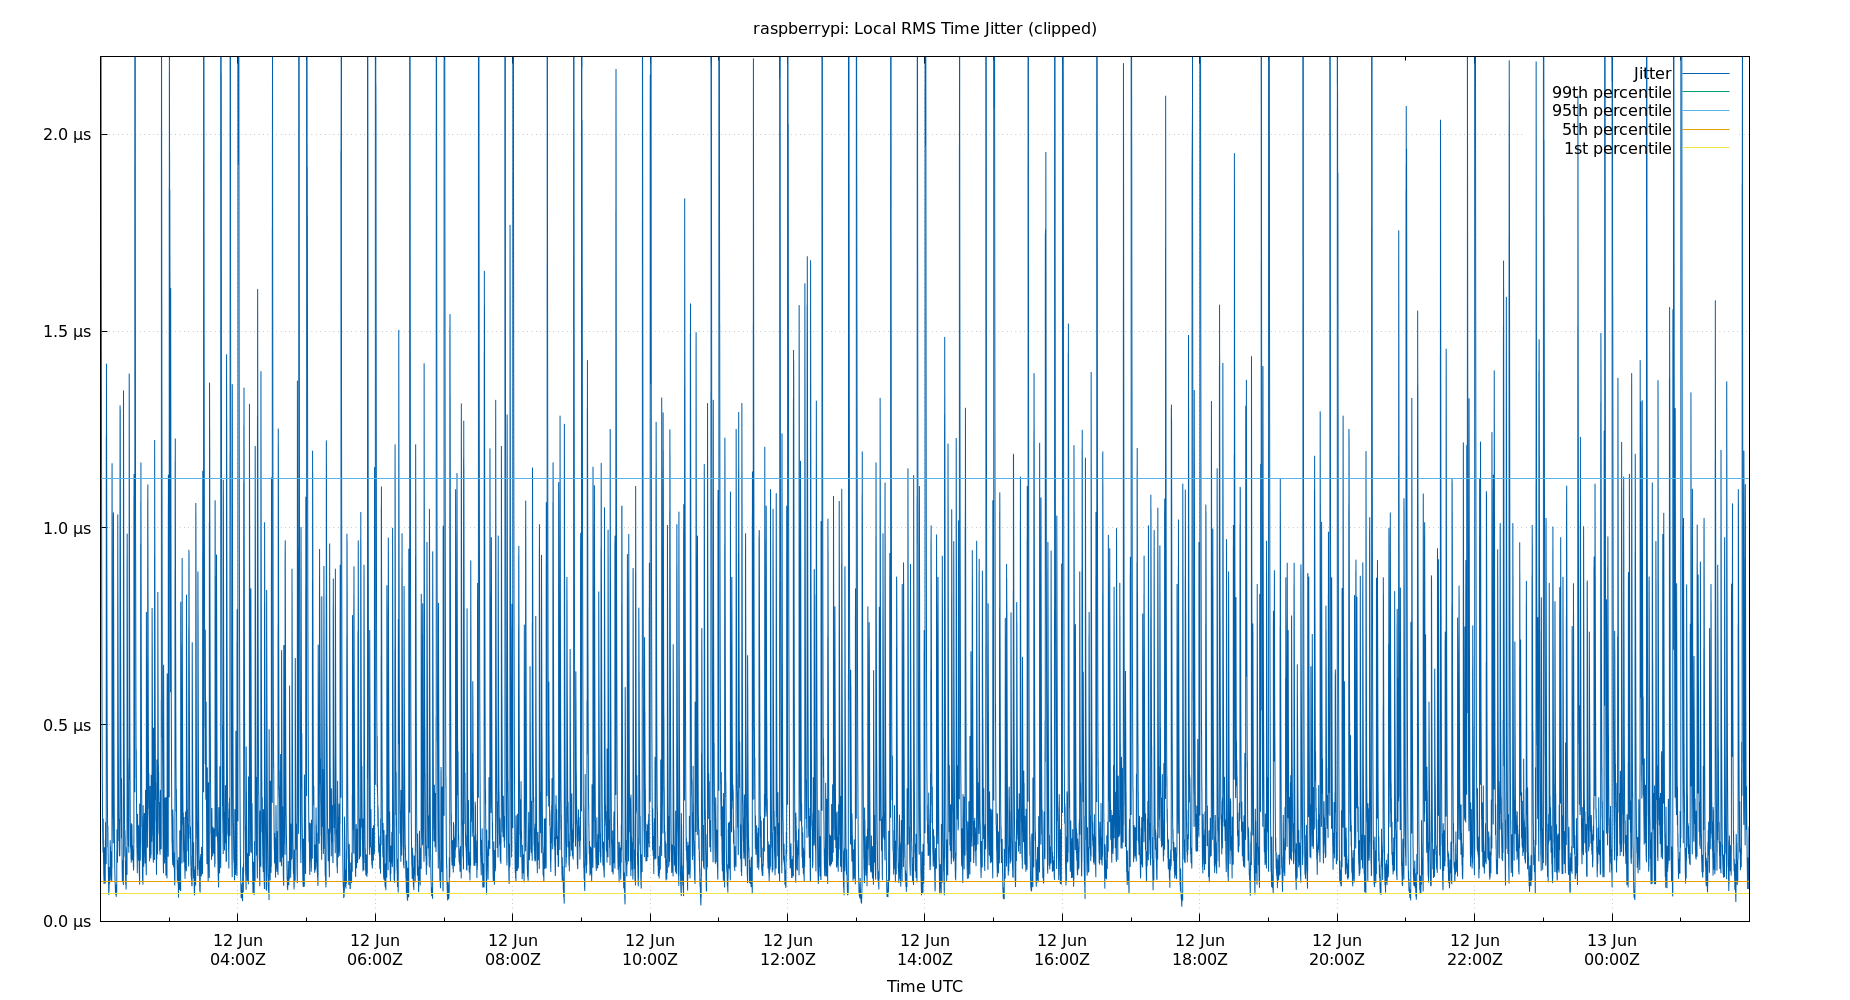 raspberrypi: Local RMS Time Jitter (clipped)
Jitter
99th percentile
95th percentile
5th percentile
1st percentile
2.0 µs
1.5 µs
1.0 µs
0.5 µs
0.0 µs
12 Jun 12 Jun 12 Jun 12 Jun 12 Jun 12 Jun 12 Jun 12 Jun 12 Jun 12 Jun 13 Jun
04:00Z 06:00Z 08:00Z 10:00Z 12:00Z 14:00Z 16:00Z 18:00Z 20:00Z 22:00Z 00:00Z
Time UTC